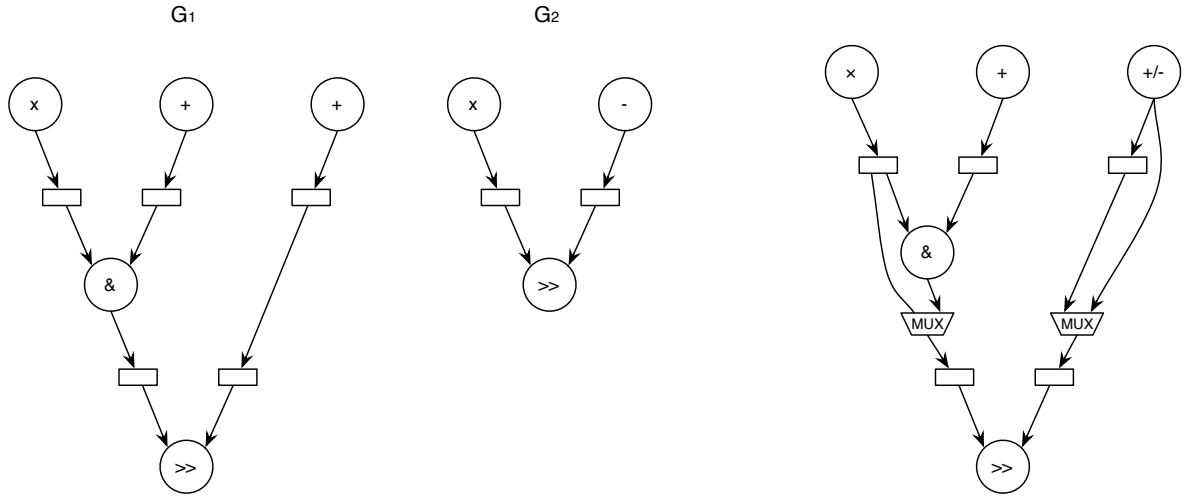 G1
G2
x
+
+
x
-
×
+
+/-
&
>>
&
MUX
MUX
>>
>>